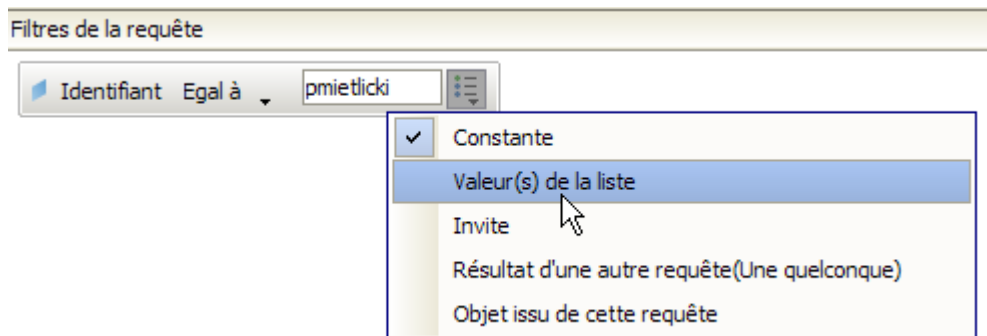 Filtres de la requête
Identifiant Egal à pmietlicki
Constante
Valeur(s) de la liste
Invite
Résultat d'une autre requête(Une quelconque)
Objet issu de cette requête